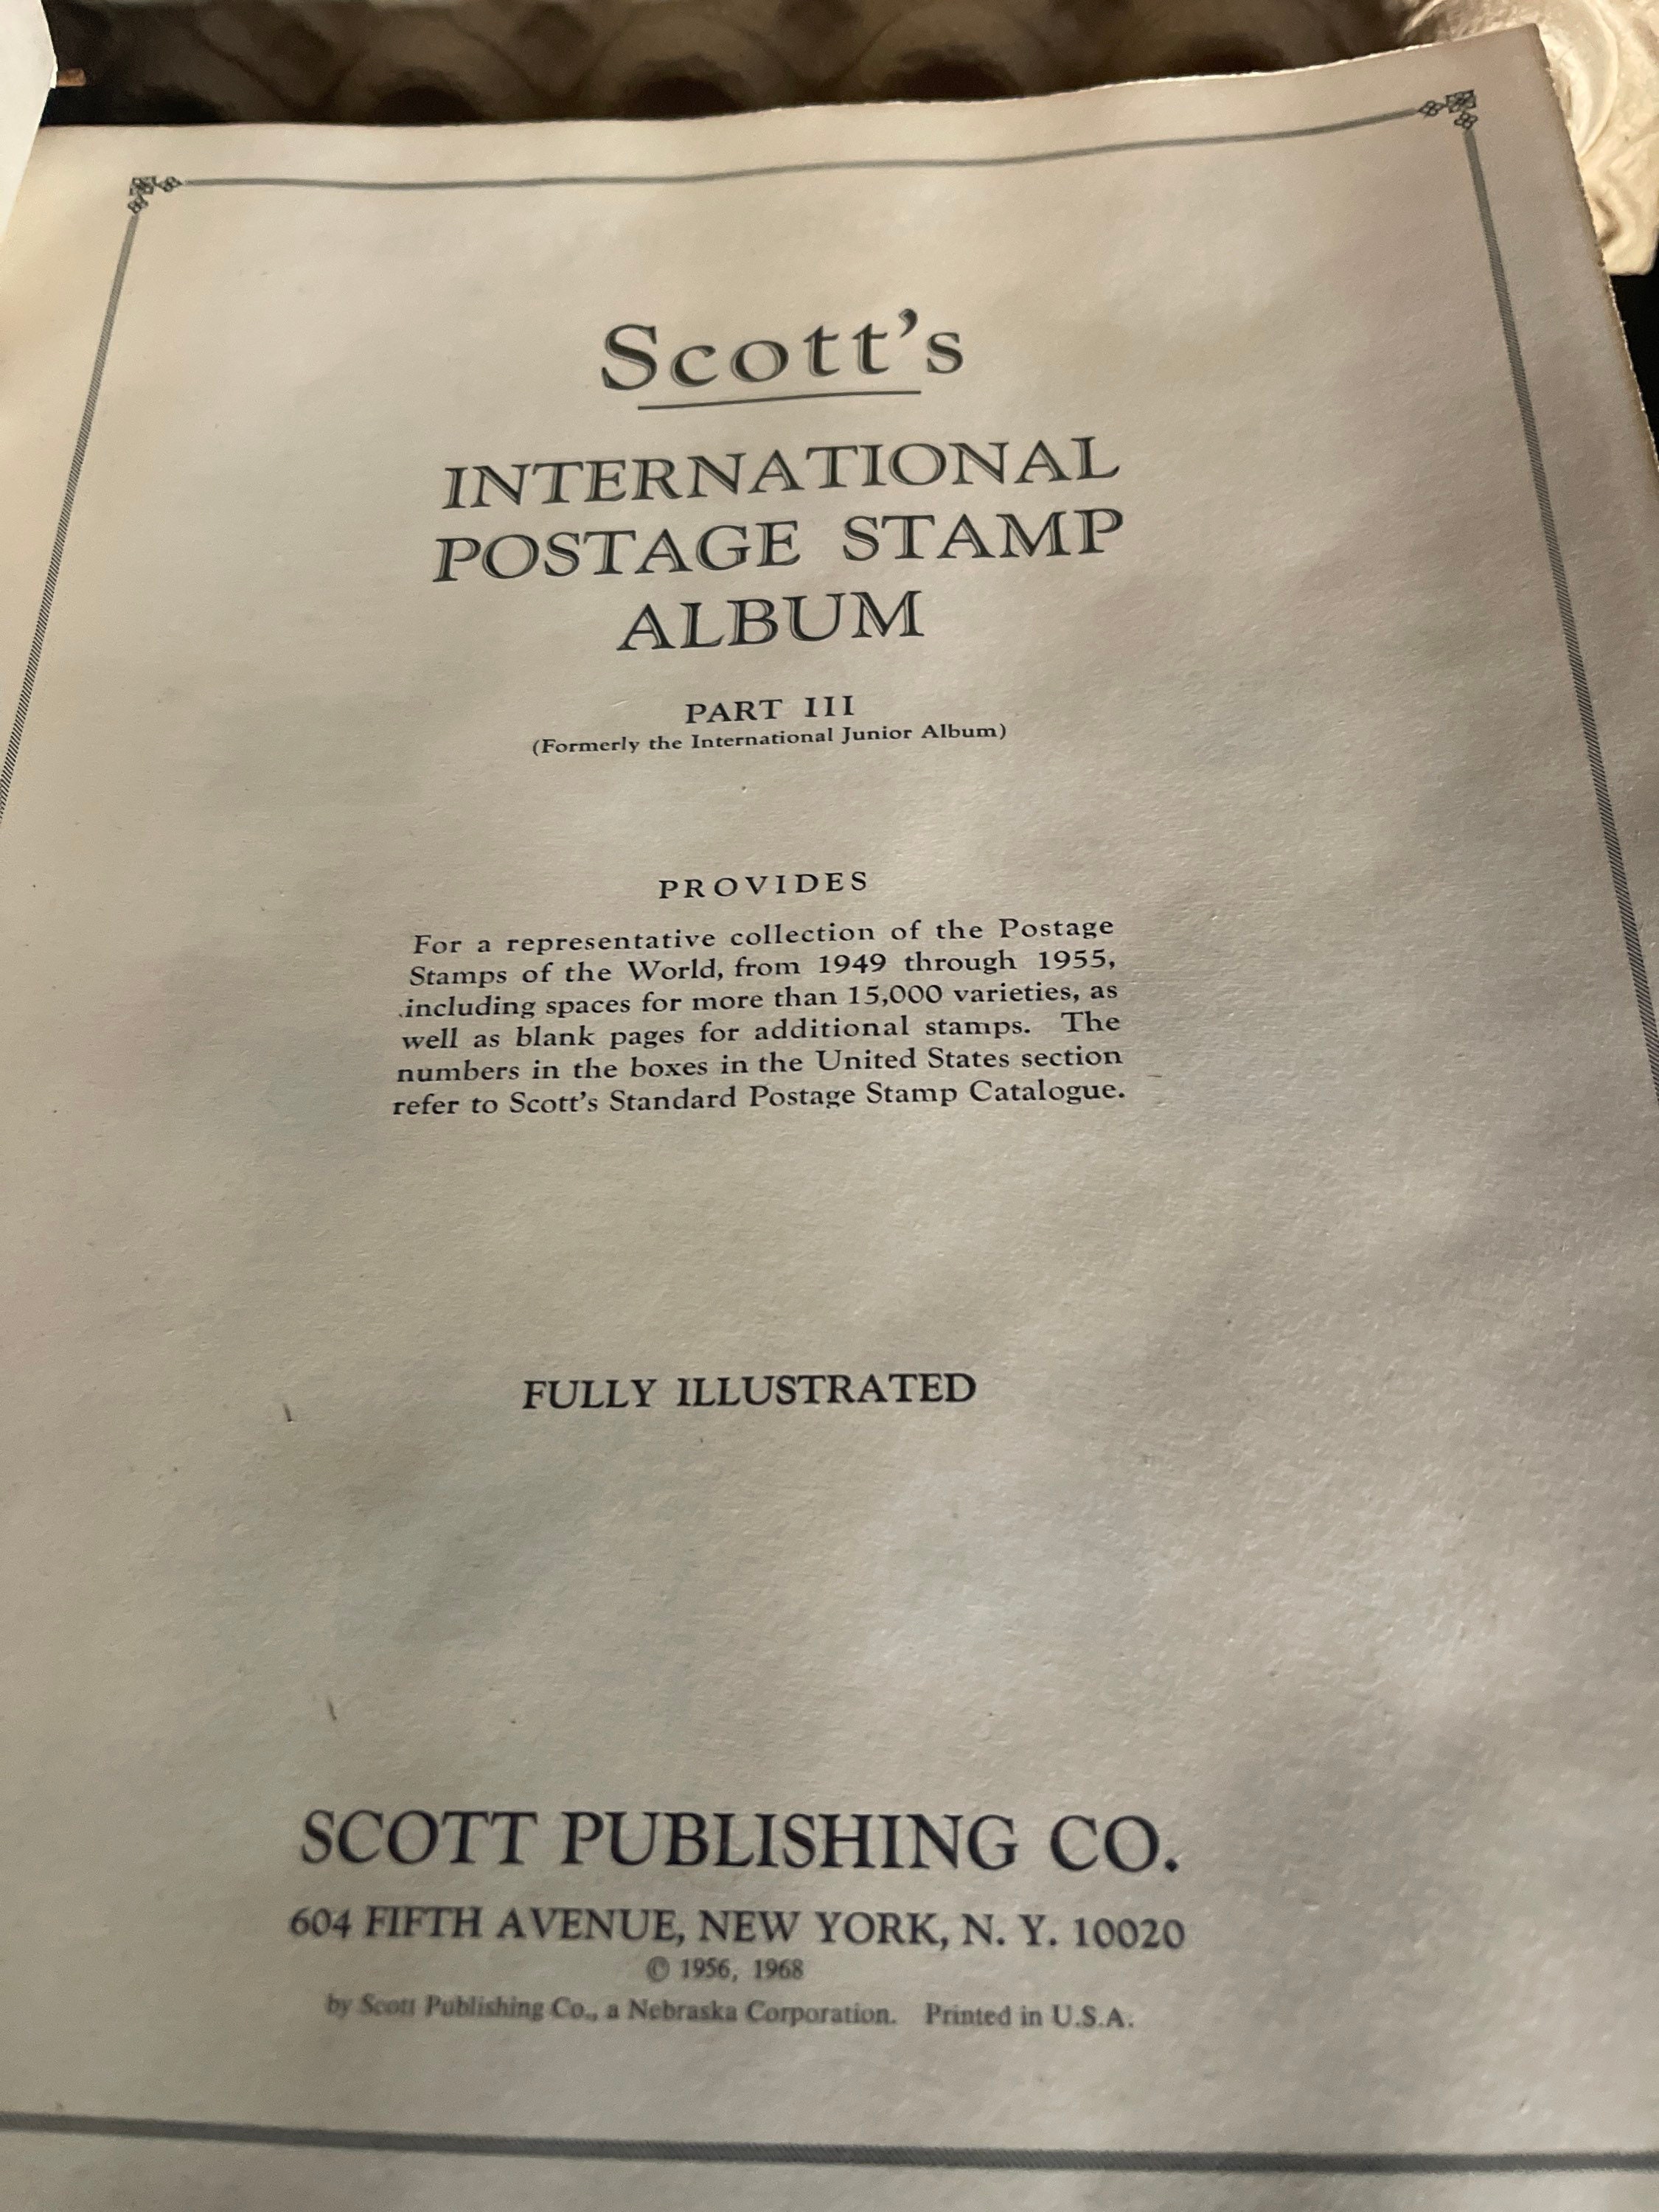 Scott's
INTERNATIONAL
POSTAGE STAMP
ALBUM
PART III
(Formerly the International Junior Album)
PROVIDES
For a representative collection of the Postage
Stamps of the World, from 1949 through 1955,
including spaces for more than 15,000 varieties, as
well as blank pages for additional stamps. The
numbers in the boxes in the United States section
refer to Scott's Standard Postage Stamp Catalogue.
FULLY ILLUSTRATED
SCOTT PUBLISHING CO.
604 FIFTH AVENUE, NEW YORK, N. Y. 10020
© 1956, 1968
by Scott Publishing Co., a Nebraska Corporation. Printed in U.S.A.